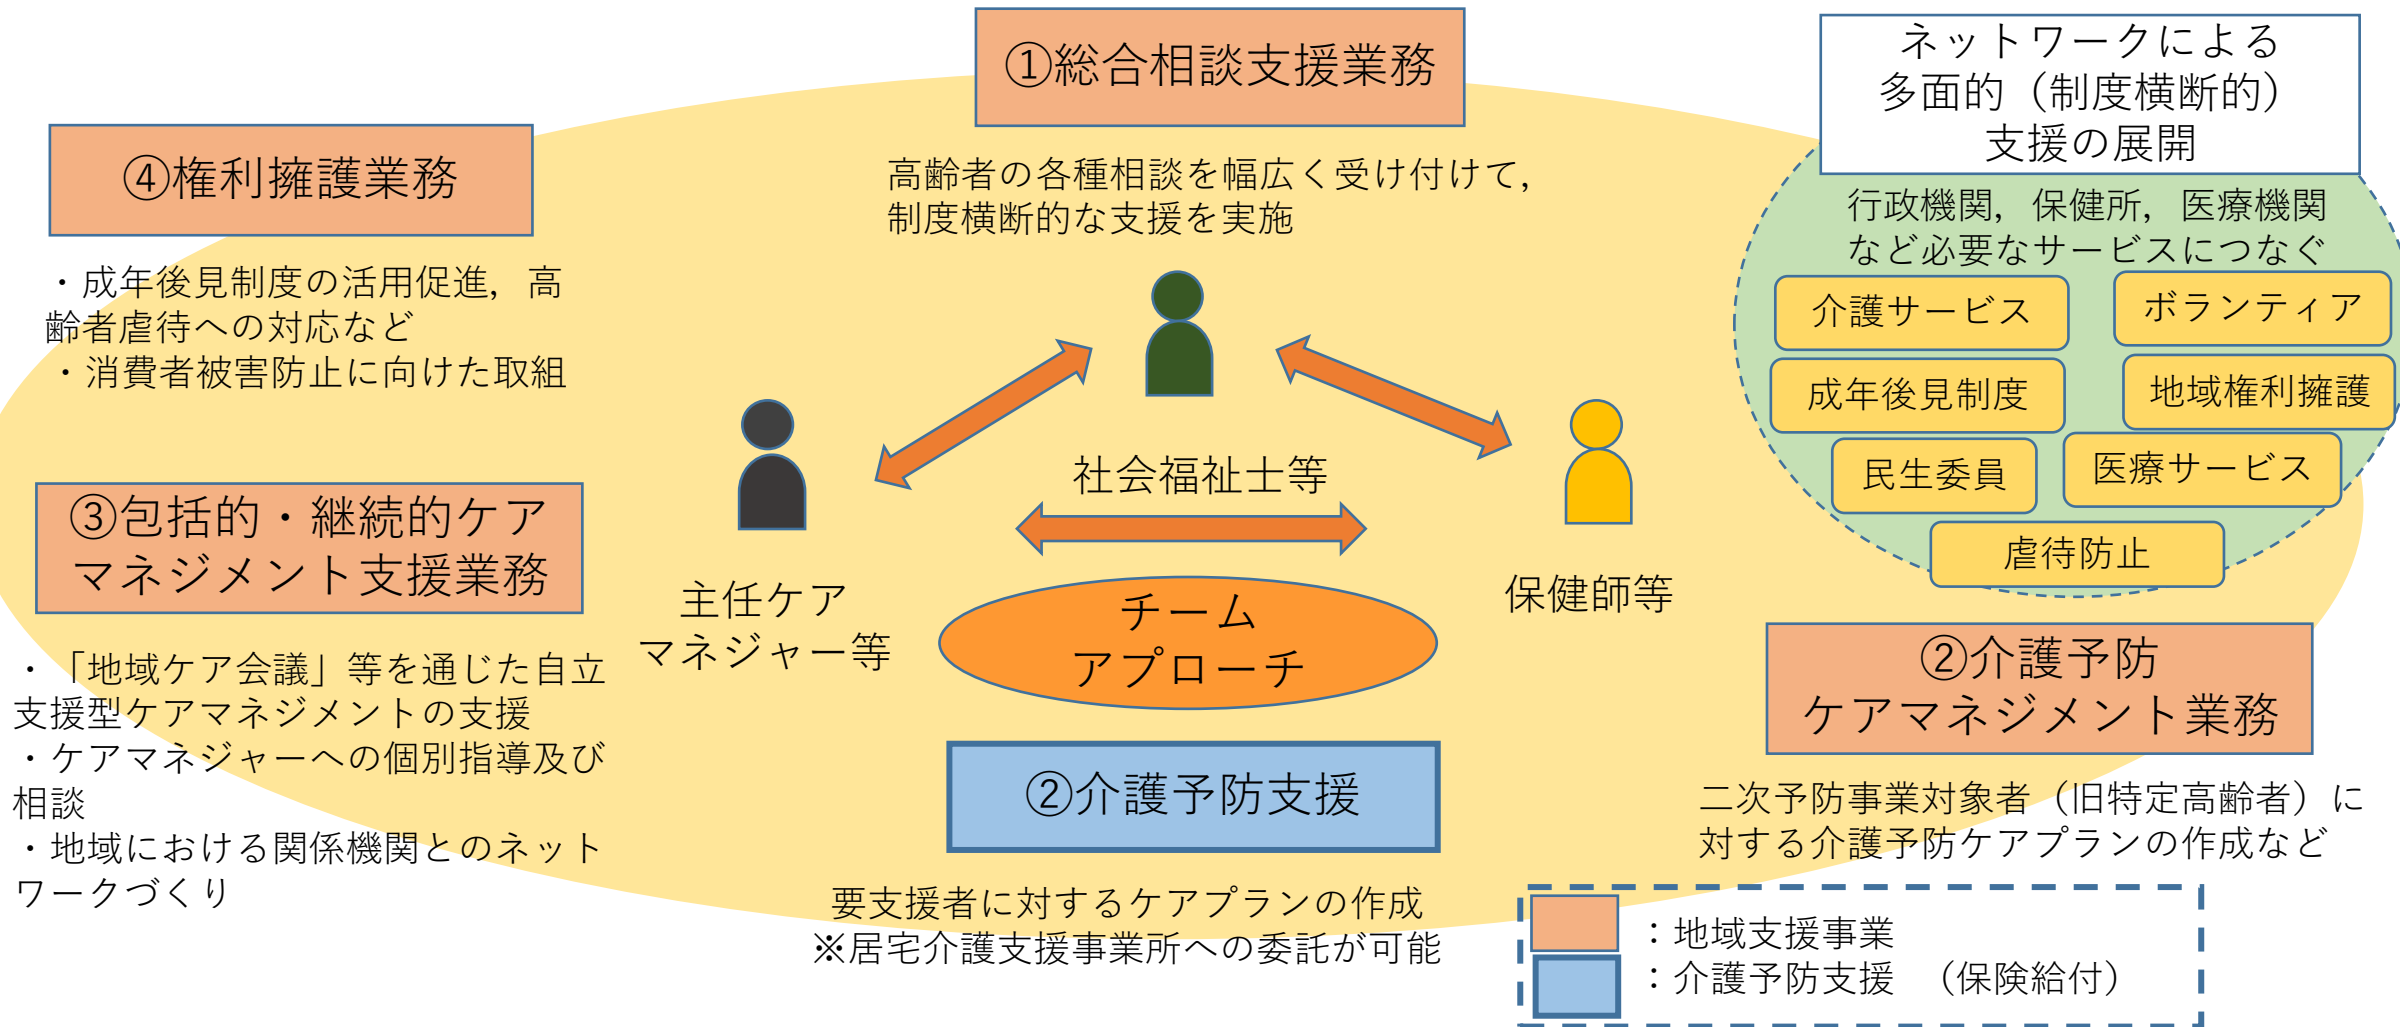 ①総合相談支援業務
高齢者の各種相談を幅広く受け付けて,
制度横断的な支援を実施
ネットワークによる
多面的（制度横断的）
支援の展開
行政機関，保健所，医療機関
など必要なサービスにつなぐ
介護サービス
ボランティア
成年後見制度
地域権利擁護
民生委員
医療サービス
虐待防止
④権利擁護業務
・成年後見制度の活用促進，高
齢者虐待への対応など
・消費者被害防止に向けた取組
社会福祉士等
主任ケア
マネジャー等
保健師等
チーム
アプローチ
③包括的・継続的ケア
マネジメント支援業務
・「地域ケア会議」等を通じた自立
支援型ケアマネジメントの支援
・ケアマネジャーへの個別指導及び
相談
・地域における関係機関とのネット
ワークづくり
②介護予防支援
要支援者に対するケアプランの作成
※居宅介護支援事業所への委託が可能
②介護予防
ケアマネジメント業務
二次予防事業対象者（旧特定高齢者）に
対する介護予防ケアプランの作成など
：地域支援事業
：介護予防支援　（保険給付）